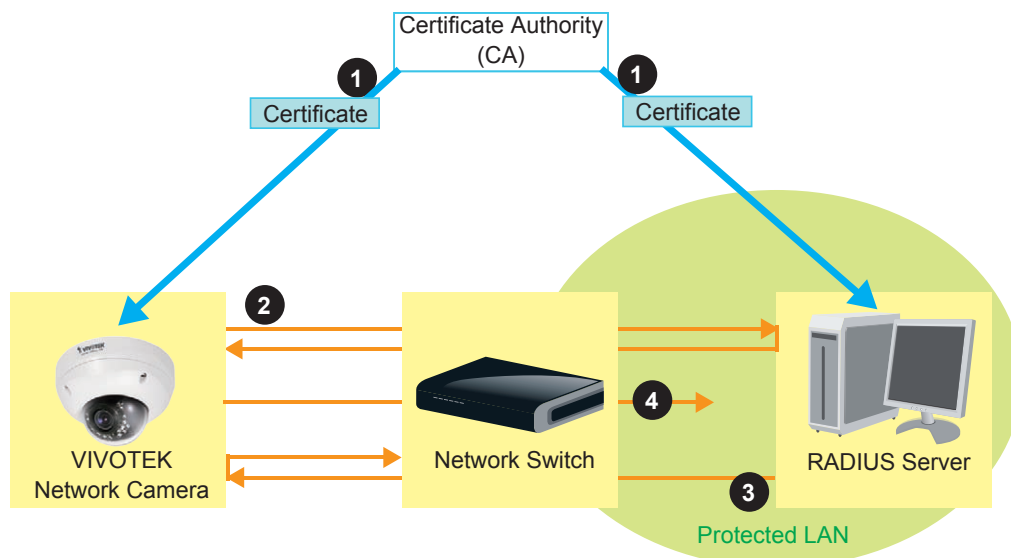 Certificate Authority
(CA)
1
1
Certificate
Certificate
2
VIVOTEK
4
VIVOTEK
Network Camera
Network Switch
RADIUS Server
3
Protected LAN